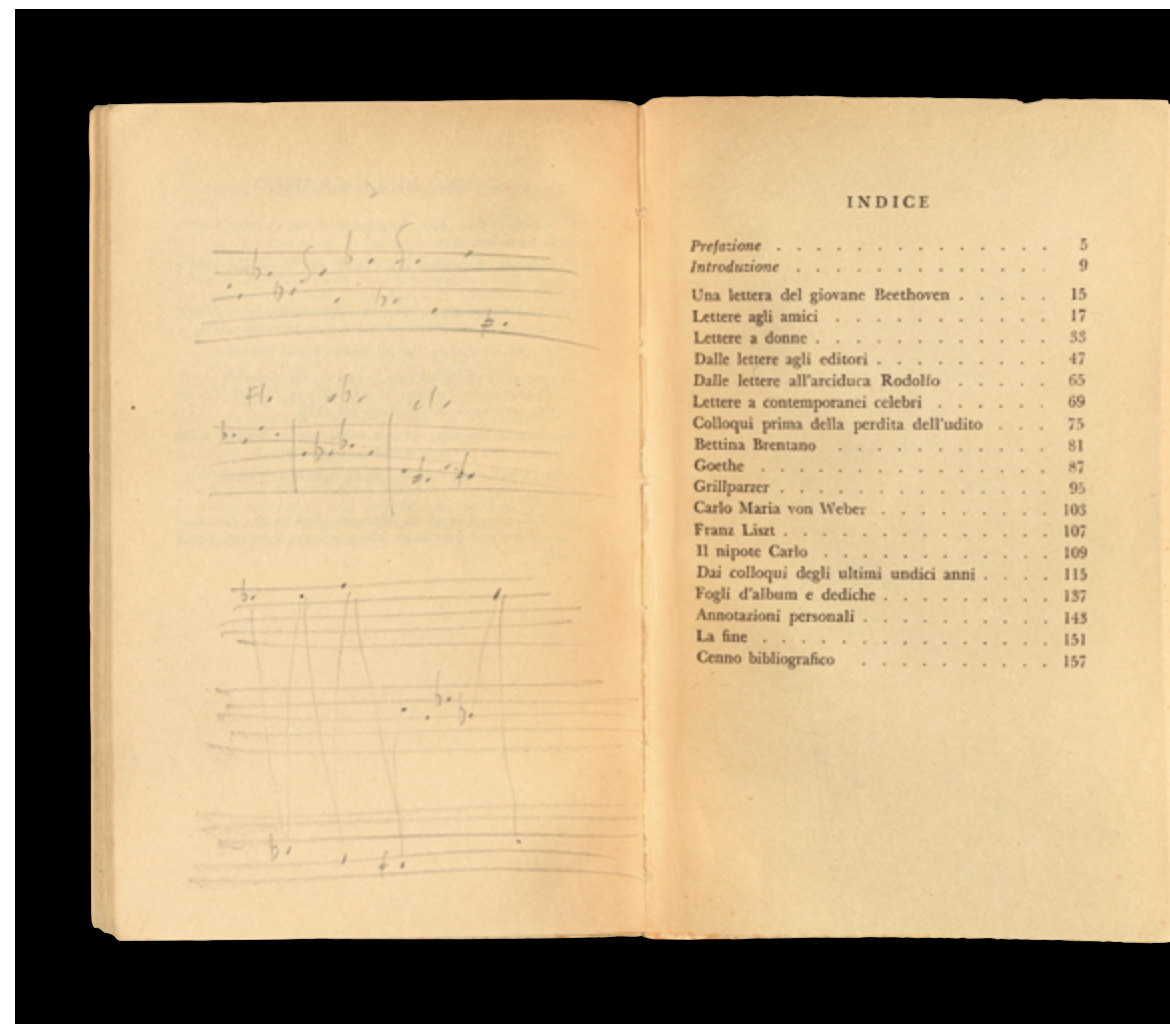 Fl. ob. cl.
INDICE
Prefazione . . . . . . . . . . . . . . 5
Introduzione . . . . . . . . . . . . . 9
Una lettera del giovane Beethoven . . . . . 15
Lettere agli amici . . . . . . . . . . . 17
Lettere a donne . . . . . . . . . . . . 33
Dalle lettere agli editori . . . . . . . . . 47
Dalle lettere all'arciduca Rodolfo . . . . . 65
Lettere a contemporanei celebri . . . . . . 69
Colloqui prima della perdita dell'udito . . . 75
Bettina Brentano . . . . . . . . . . . 81
Goethe . . . . . . . . . . . . . . . 87
Grillparzer . . . . . . . . . . . . . . 95
Carlo Maria von Weber . . . . . . . . . 103
Franz Liszt . . . . . . . . . . . . . . 107
Il nipote Carlo . . . . . . . . . . . . 109
Dai colloqui degli ultimi undici anni . . . . 115
Fogli d'album e dediche . . . . . . . . . 137
Annotazioni personali . . . . . . . . . . 143
La fine . . . . . . . . . . . . . . . 151
Cenno bibliografico . . . . . . . . . . 157